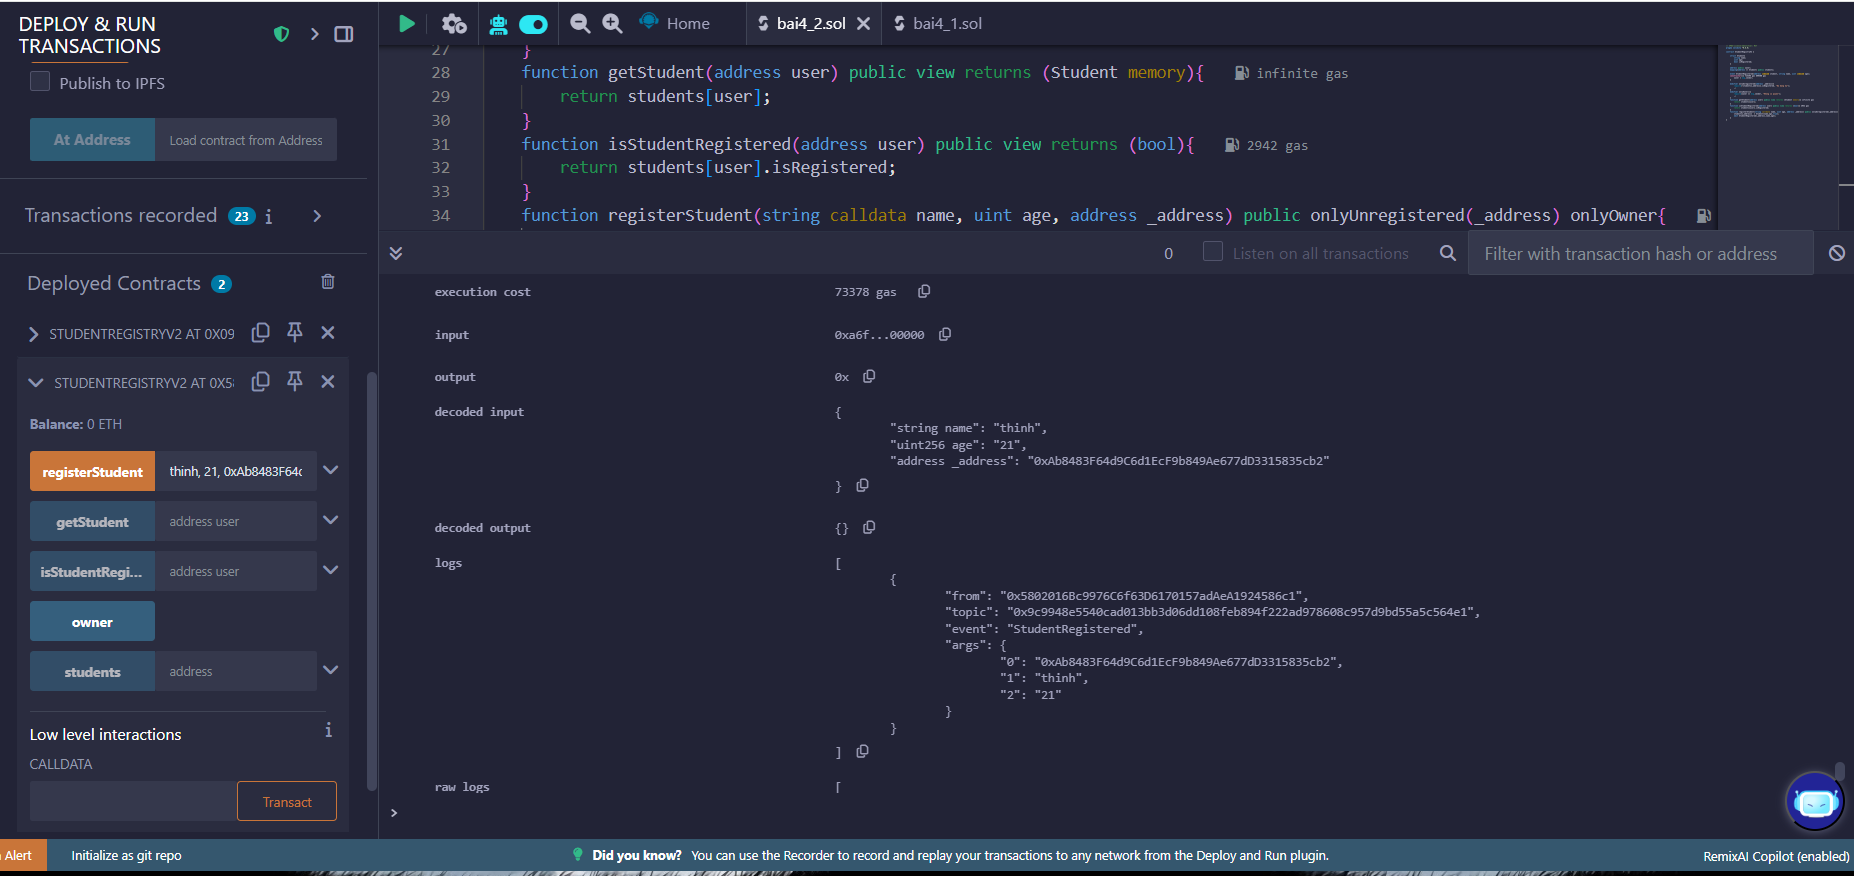 DEPLOY & RUN
TRANSACTIONS
Publish to IPFS
At Address
Load contract from Address
Transactions recorded 23 i
Deployed Contracts 2
STUDENTREGISTRYV2 AT 0X09
STUDENTREGISTRYV2 AT 0X5
Balance: 0 ETH
registerStudent
thinh, 21, 0xAb8483F64c
getStudent
address user
isStudentRegi...
address user
owner
students
address
Low level interactions
i
CALLDATA
Transact
Home
bai4_2.sol
bai4_1.sol
27 }
28 function getStudent(address user) public view returns (Student memory){ infinite gas
29 return students[user];
30 }
31 function isStudentRegistered(address user) public view returns (bool){ 2942 gas
32 return students[user].isRegistered;
33 }
34 function registerStudent(string calldata name, uint age, address _address) public onlyUnregistered(_address) onlyOwner{
0
Listen on all transactions
Filter with transaction hash or address
execution cost 73378 gas
input 0xa6f...00000
output 0x
decoded input {
"string name": "thinh",
"uint256 age": "21",
"address _address": "0xAb8483F64d9C6d1EcF9b849Ae677dD3315835cb2"
}
decoded output {}
logs [
{
"from": "0x5802016Bc9976C6f63D6170157adAeA1924586c1",
"topic": "0x9c9948e5540cad013bb3d06dd108feb894f222ad978608c957d9bd55a5c564e1",
"event": "StudentRegistered",
"args": {
"0": "0xAb8483F64d9C6d1EcF9b849Ae677dD3315835cb2",
"1": "thinh",
"2": "21"
}
}
]
raw logs [
>
Alert
Initialize as git repo
Did you know? You can use the Recorder to record and replay your transactions to any network from the Deploy and Run plugin.
RemixAI Copilot (enabled)